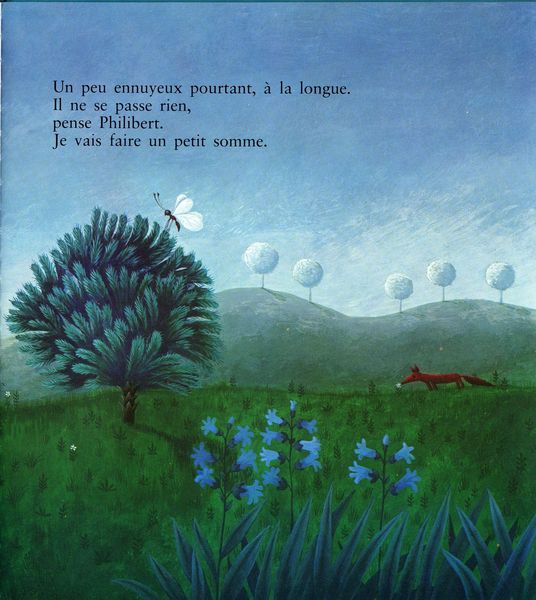 Un peu ennuyeux pourtant, à la longue.
Il ne se passe rien,
pense Philibert.
Je vais faire un petit somme.